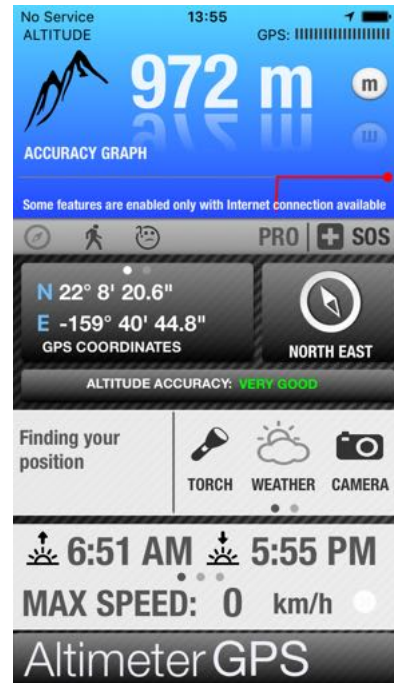 No Service 13:55
ALTITUDE GPS:
972 m m
ACCURACY GRAPH
Some features are enabled only with Internet connection available
PRO SOS
N 22° 8' 20.6"
E -159° 40' 44.8"
GPS COORDINATES
NORTH EAST
ALTITUDE ACCURACY: VERY GOOD
Finding your
position
TORCH WEATHER CAMERA
6:51 AM 5:55 PM
MAX SPEED: 0 km/h
Altimeter GPS